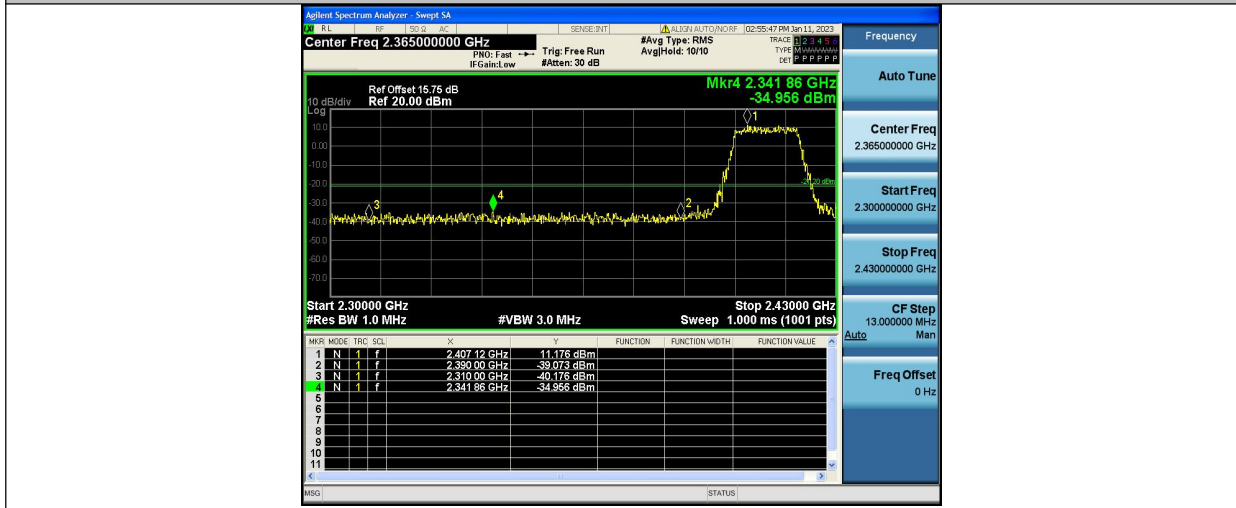 Agilent Spectrum Analyzer - Swept SA
RL RF 50 Ω AC SENSE:INT ALIGN AUTO/NO RF 02:55:47 PM Jan 11, 2023
Center Freq 2.365000000 GHz
PNO: Fast
IFGain:Low
Trig: Free Run
#Atten: 30 dB
#Avg Type: RMS
Avg|Hold: 10/10
TRACE 1 2 3 4 5 6
TYPE M
DET P P P P P P
Mkr4 2.341 86 GHz
-34.956 dBm
Ref Offset 15.75 dB
10 dB/div Ref 20.00 dBm
Log
10.0
0.00
-10.0
-20.0
-30.0
-40.0
-50.0
-60.0
-70.0
1
2
3
4
Start 2.30000 GHz Stop 2.43000 GHz
#Res BW 1.0 MHz #VBW 3.0 MHz Sweep 1.000 ms (1001 pts)
MKR MODE TRC SCL X Y FUNCTION FUNCTION WIDTH FUNCTION VALUE
1 N 1 f 2.407 12 GHz 11.176 dBm
2 N 1 f 2.390 00 GHz -39.073 dBm
3 N 1 f 2.310 00 GHz -40.176 dBm
4 N 1 f 2.341 86 GHz -34.956 dBm
5
6
7
8
9
10
11
MSG STATUS
Frequency
Auto Tune
Center Freq
2.365000000 GHz
Start Freq
2.300000000 GHz
Stop Freq
2.430000000 GHz
CF Step
13.000000 MHz
Auto Man
Freq Offset
0 Hz